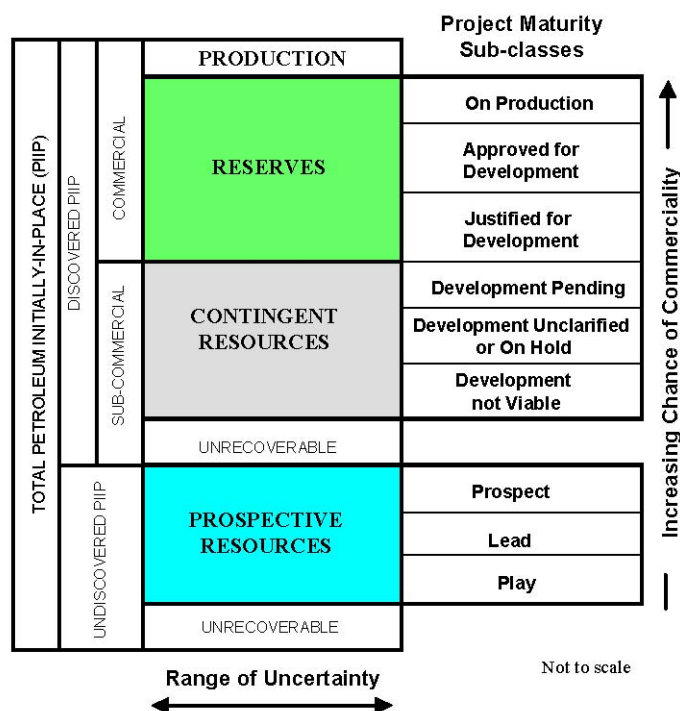 Project Maturity
Sub-classes
PRODUCTION
On Production
RESERVES
Approved for
Development
Justified for
Development
Development Pending
CONTINGENT
RESOURCES
Development Unclarified
or On Hold
Development
not Viable
UNRECOVERABLE
Prospect
PROSPECTIVE
RESOURCES
Lead
Play
UNRECOVERABLE
TOTAL PETROLEUM INITIALLY-IN-PLACE (PIIP)
DISCOVERED PIIP
UNDISCOVERED PIIP
COMMERCIAL
SUB-COMMERCIAL
Increasing Chance of Commerciality
Range of Uncertainty
Not to scale